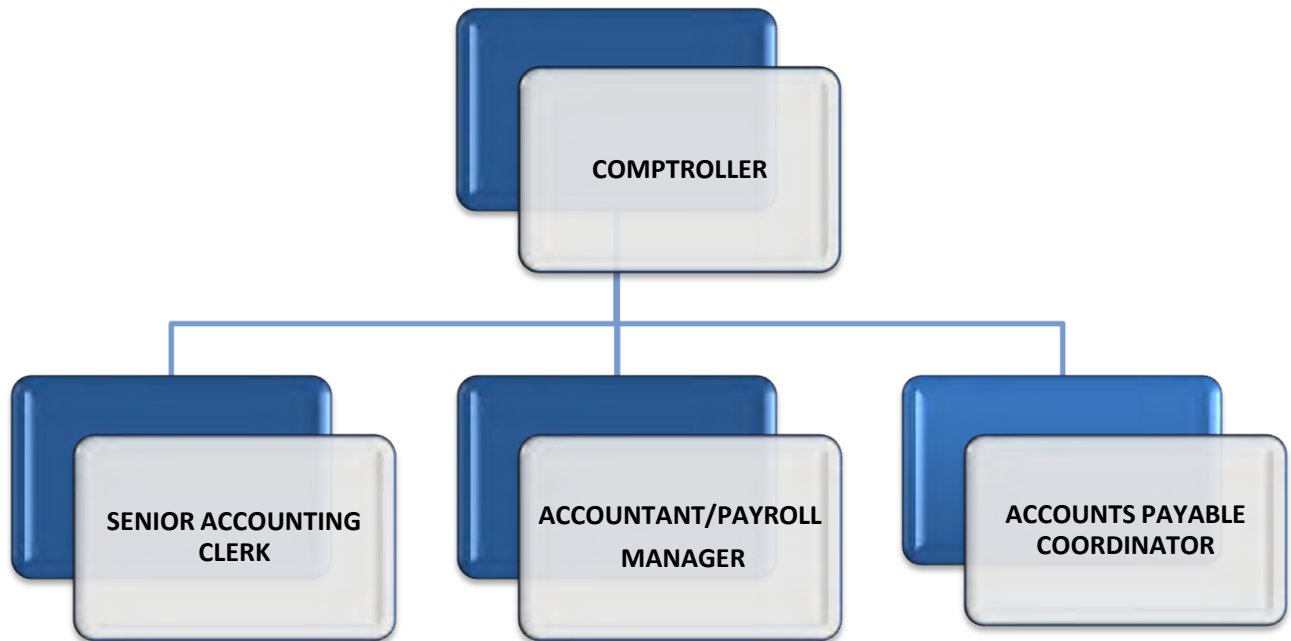 COMPTROLLER
SENIOR ACCOUNTING
CLERK
ACCOUNTANT/PAYROLL
MANAGER
ACCOUNTS PAYABLE
COORDINATOR